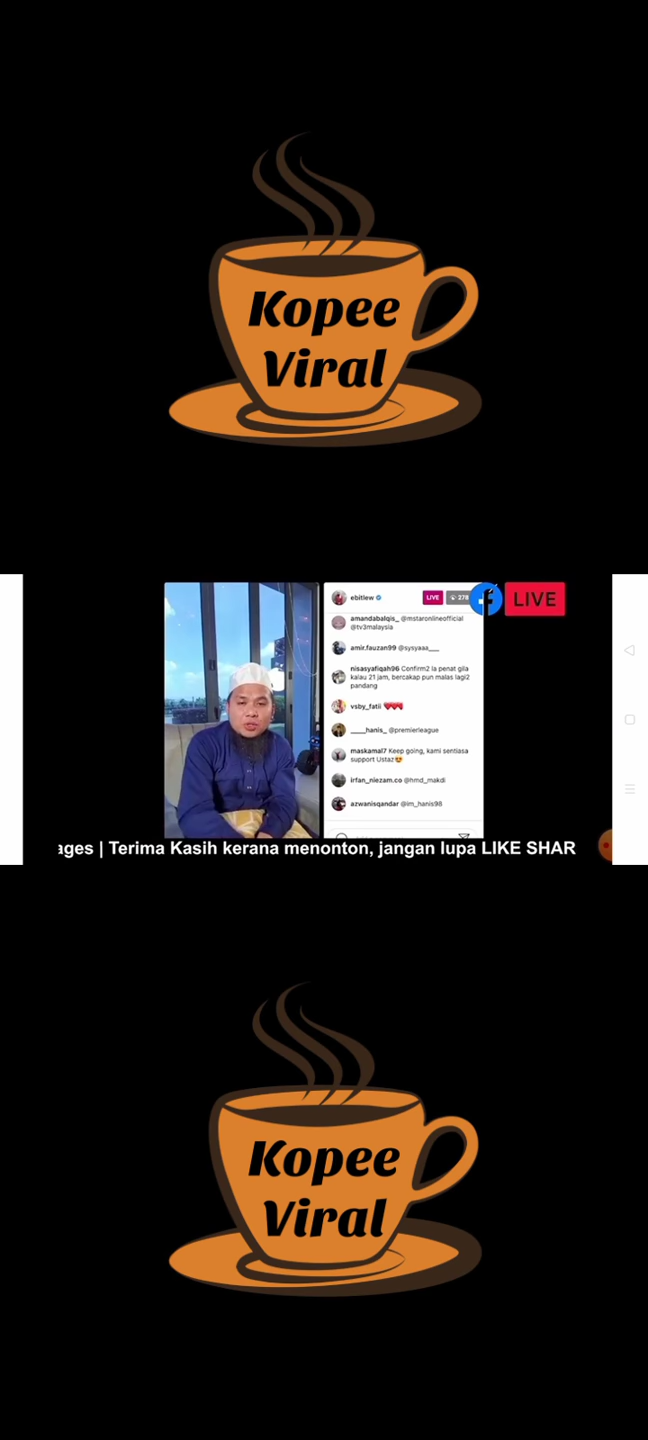 Kopee
Viral
ebitlew
LIVE
278
LIVE
amandabalqis_ @mstaronlineofficial
@tv3malaysia
amir.fauzan99 @sysyaaa___
nisasyafiqah96 Confirm2 la penat gila
kalau 21 jam, bercakap pun malas lagi2
pandang
vsby_fatii
____hanis_ @premierleague
maskamal7 Keep going, kami sentiasa
support Ustaz😍
irfan_niezam.co @hmd_makdi
azwanisqandar @im_hanis98
ages | Terima Kasih kerana menonton, jangan lupa LIKE SHAR
Kopee
Viral